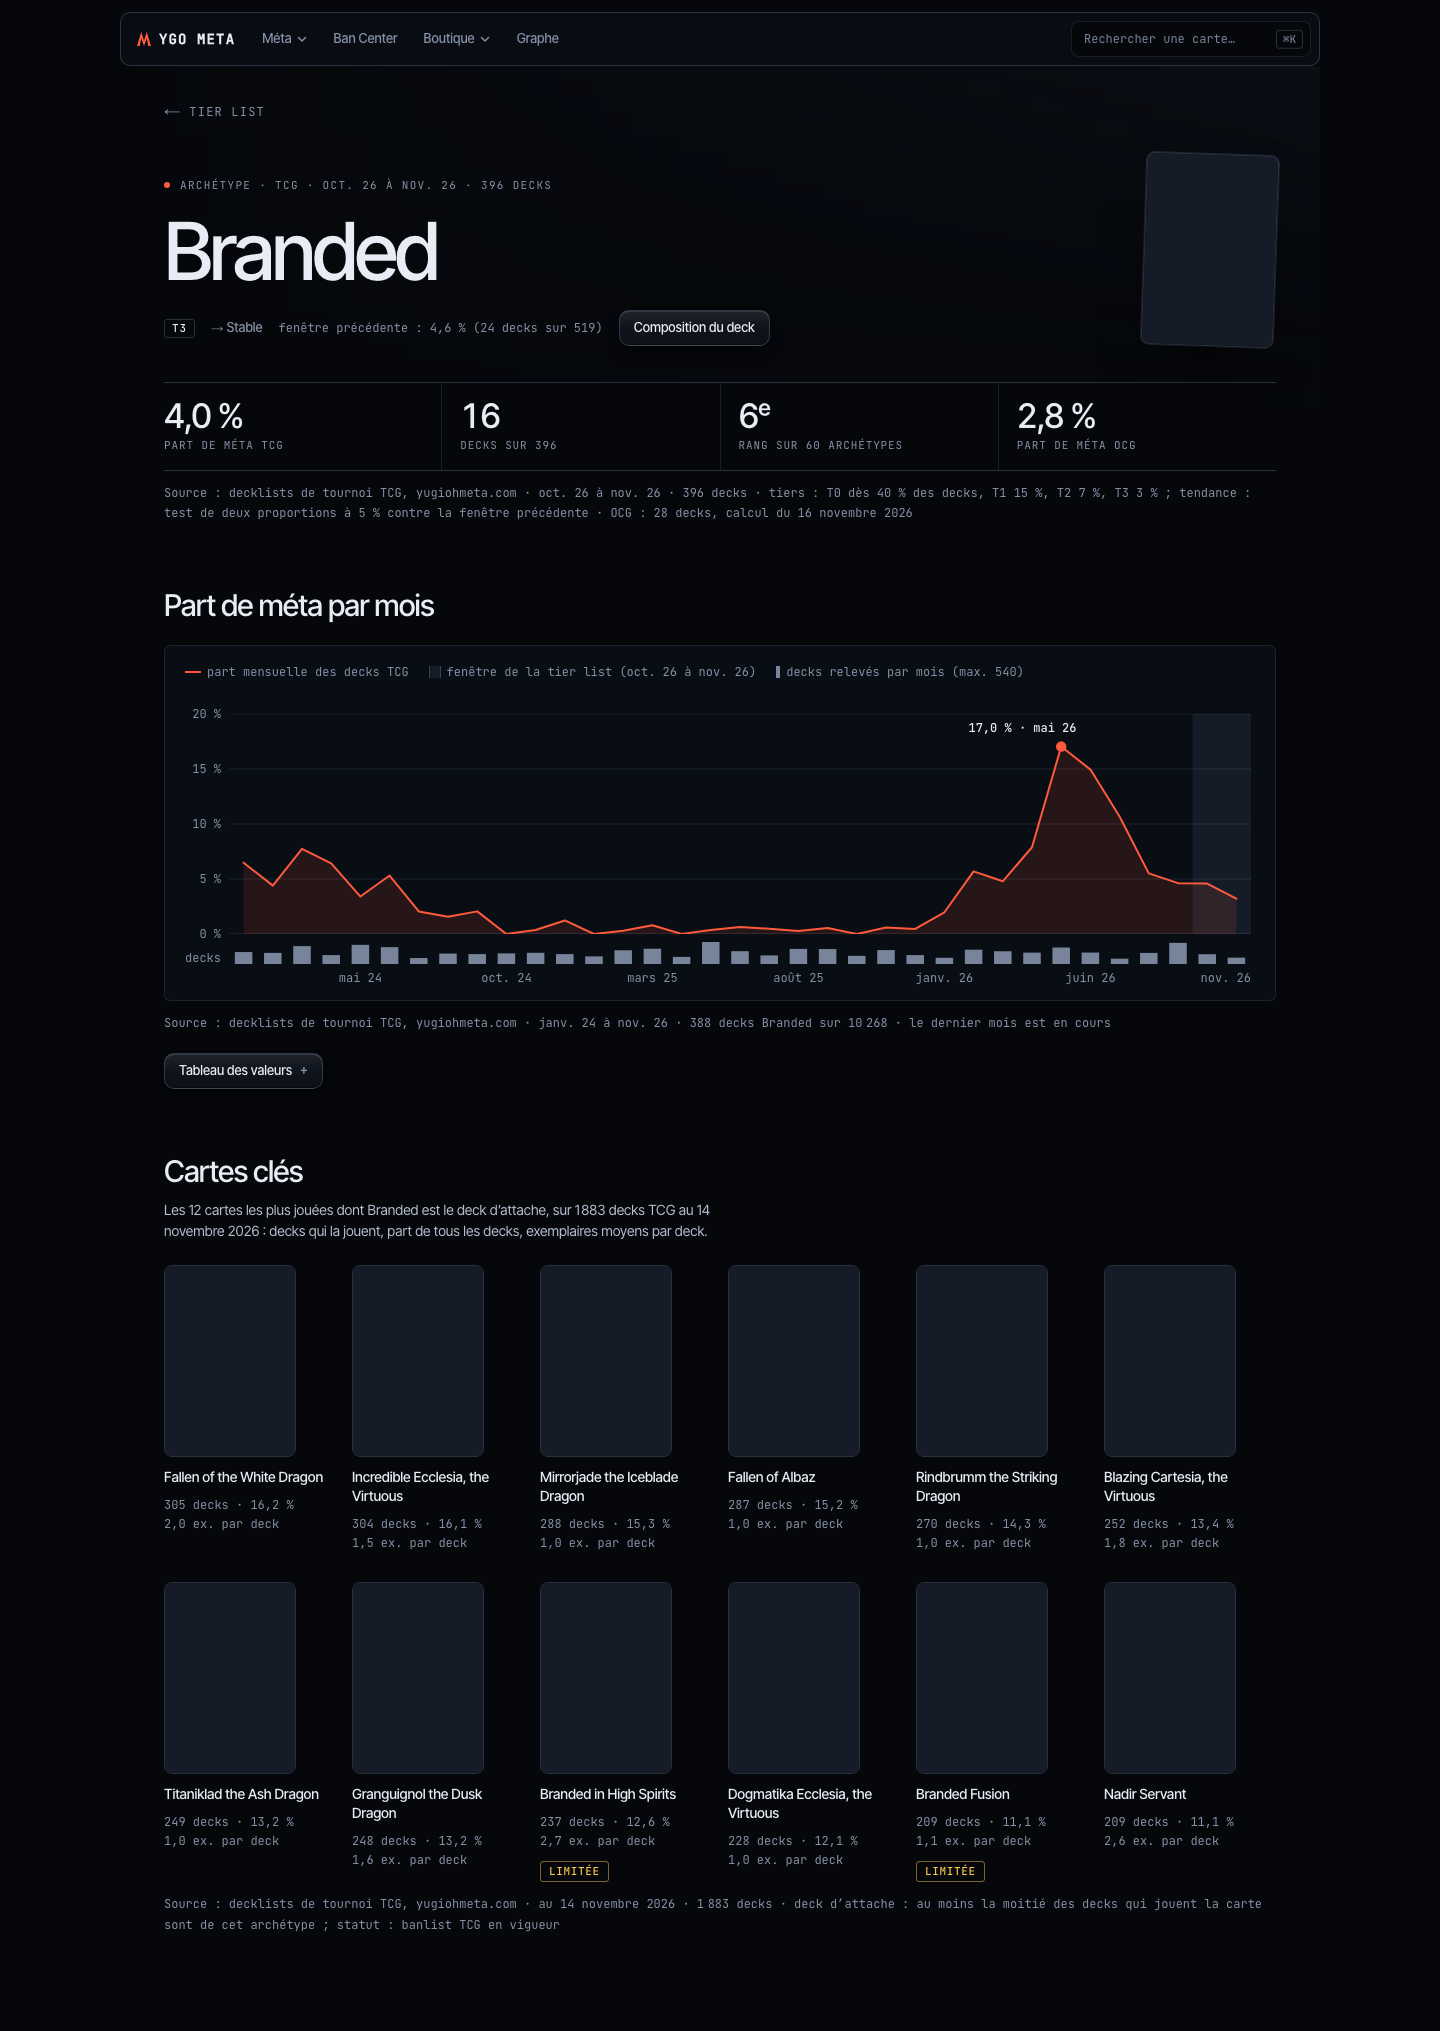 YGO META
Méta
Ban Center
Boutique
Graphe
Rechercher une carte…
⌘K
← TIER LIST
ARCHÉTYPE · TCG · OCT. 26 À NOV. 26 · 396 DECKS
Branded
T3
→ Stable
fenêtre précédente : 4,6 % (24 decks sur 519)
Composition du deck
4,0 %
PART DE MÉTA TCG
16
DECKS SUR 396
6e
RANG SUR 60 ARCHÉTYPES
2,8 %
PART DE MÉTA OCG
Source : decklists de tournoi TCG, yugiohmeta.com · oct. 26 à nov. 26 · 396 decks · tiers : T0 dès 40 % des decks, T1 15 %, T2 7 %, T3 3 % ; tendance :
test de deux proportions à 5 % contre la fenêtre précédente · OCG : 28 decks, calcul du 16 novembre 2026
Part de méta par mois
part mensuelle des decks TCG
fenêtre de la tier list (oct. 26 à nov. 26)
decks relevés par mois (max. 540)
20 %
17,0 % · mai 26
15 %
10 %
5 %
0 %
decks
mai 24
oct. 24
mars 25
août 25
janv. 26
juin 26
nov. 26
Source : decklists de tournoi TCG, yugiohmeta.com · janv. 24 à nov. 26 · 388 decks Branded sur 10 268 · le dernier mois est en cours
Tableau des valeurs +
Cartes clés
Les 12 cartes les plus jouées dont Branded est le deck d’attache, sur 1 883 decks TCG au 14
novembre 2026 : decks qui la jouent, part de tous les decks, exemplaires moyens par deck.
Fallen of the White Dragon
305 decks · 16,2 %
2,0 ex. par deck
Incredible Ecclesia, the
Virtuous
304 decks · 16,1 %
1,5 ex. par deck
Mirrorjade the Iceblade
Dragon
288 decks · 15,3 %
1,0 ex. par deck
Fallen of Albaz
287 decks · 15,2 %
1,0 ex. par deck
Rindbrumm the Striking
Dragon
270 decks · 14,3 %
1,0 ex. par deck
Blazing Cartesia, the
Virtuous
252 decks · 13,4 %
1,8 ex. par deck
Titaniklad the Ash Dragon
249 decks · 13,2 %
1,0 ex. par deck
Granguignol the Dusk
Dragon
248 decks · 13,2 %
1,6 ex. par deck
Branded in High Spirits
237 decks · 12,6 %
2,7 ex. par deck
LIMITÉE
Dogmatika Ecclesia, the
Virtuous
228 decks · 12,1 %
1,0 ex. par deck
Branded Fusion
209 decks · 11,1 %
1,1 ex. par deck
LIMITÉE
Nadir Servant
209 decks · 11,1 %
2,6 ex. par deck
Source : decklists de tournoi TCG, yugiohmeta.com · au 14 novembre 2026 · 1 883 decks · deck d’attache : au moins la moitié des decks qui jouent la carte
sont de cet archétype ; statut : banlist TCG en vigueur